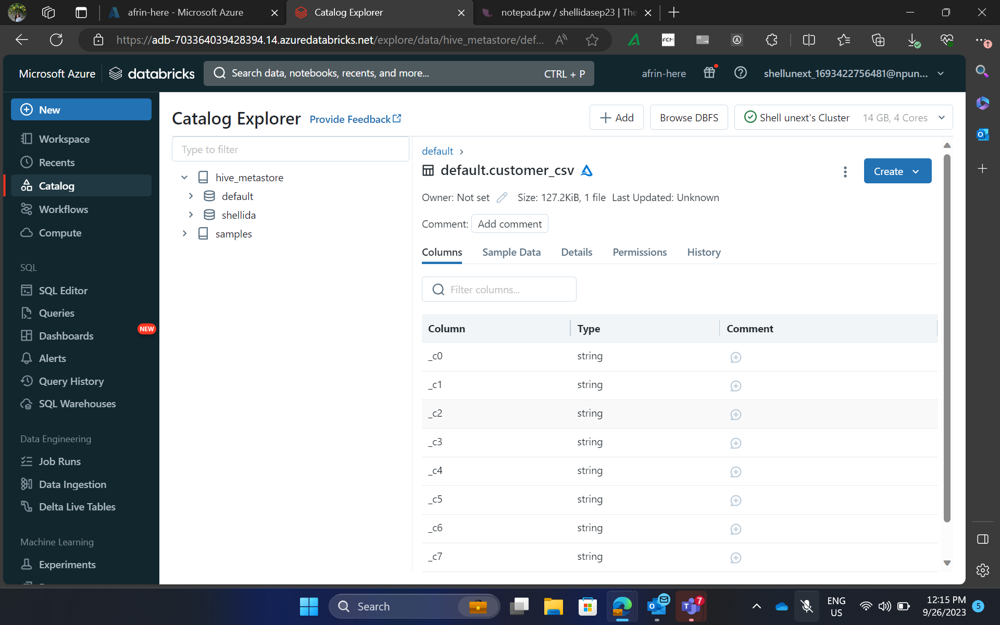 afrin-here - Microsoft Azure
Catalog Explorer
notepad.pw / shellidasep23 | The
https://adb-703364039428394.14.azuredatabricks.net/explore/data/hive_metastore/def...
FCM
Microsoft Azure
databricks
Search data, notebooks, recents, and more...
CTRL + P
afrin-here
shellunext_1693422756481@npun...
New
Workspace
Recents
Catalog
Workflows
Compute
SQL
SQL Editor
Queries
Dashboards
NEW
Alerts
Query History
SQL Warehouses
Data Engineering
Job Runs
Data Ingestion
Delta Live Tables
Machine Learning
Experiments
Catalog Explorer
Provide Feedback
Add
Browse DBFS
Shell unext's Cluster
14 GB, 4 Cores
Type to filter
hive_metastore
default
shellida
samples
default >
default.customer_csv
Create
Owner: Not set
Size: 127.2KiB, 1 file
Last Updated: Unknown
Comment: Add comment
Columns
Sample Data
Details
Permissions
History
Filter columns...
Column
Type
Comment
_c0
string
_c1
string
_c2
string
_c3
string
_c4
string
_c5
string
_c6
string
_c7
string
Search
7
ENG
US
12:15 PM
9/26/2023
5